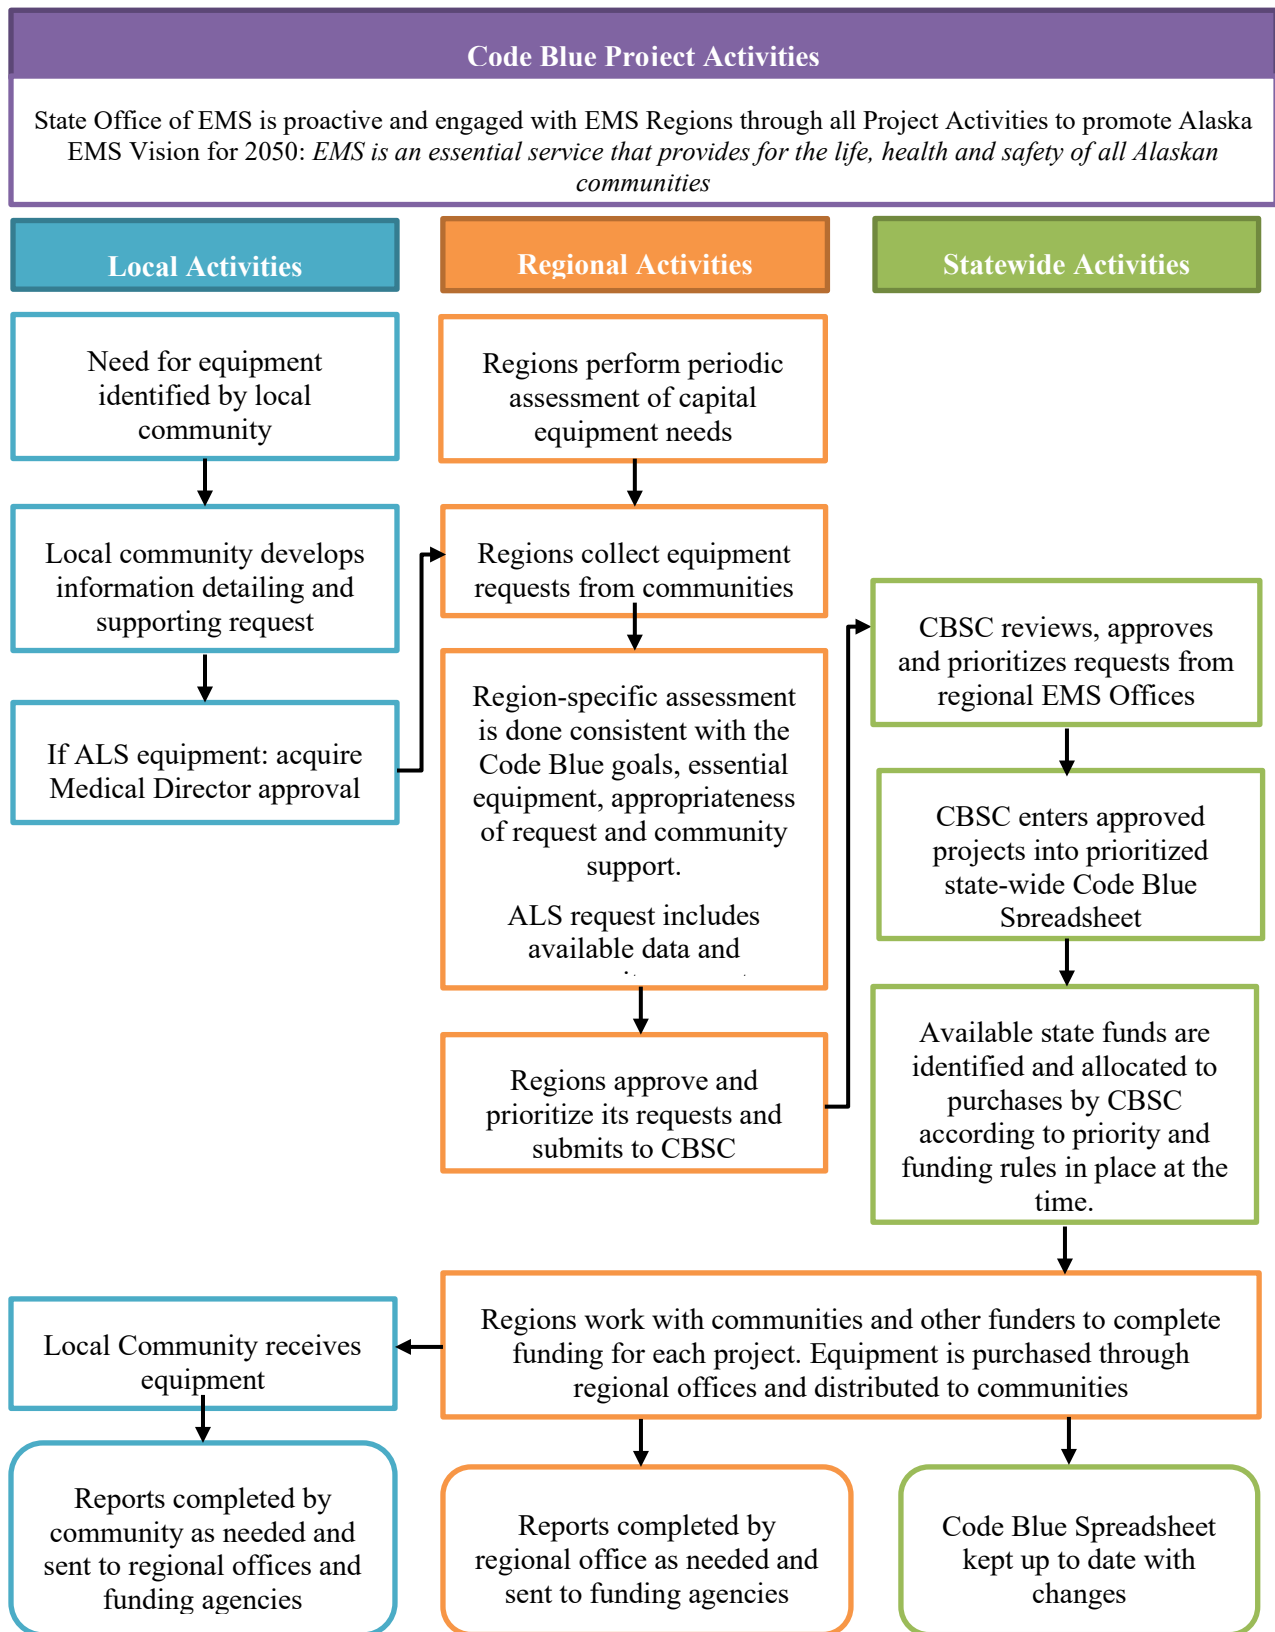 Code Blue Project Activities
State Office of EMS is proactive and engaged with EMS Regions through all Project Activities to promote Alaska
EMS Vision for 2050: EMS is an essential service that provides for the life, health and safety of all Alaskan
communities
Local Activities
Regional Activities
Statewide Activities
Need for equipment
identified by local
community
Local community develops
information detailing and
supporting request
If ALS equipment: acquire
Medical Director approval
Regions perform periodic
assessment of capital
equipment needs
Regions collect equipment
requests from communities
Region-specific assessment
is done consistent with the
Code Blue goals, essential
equipment, appropriateness
of request and community
support.
ALS request includes
available data and
Regions approve and
prioritize its requests and
submits to CBSC
CBSC reviews, approves
and prioritizes requests from
regional EMS Offices
CBSC enters approved
projects into prioritized
state-wide Code Blue
Spreadsheet
Available state funds are
identified and allocated to
purchases by CBSC
according to priority and
funding rules in place at the
time.
Regions work with communities and other funders to complete
funding for each project. Equipment is purchased through
regional offices and distributed to communities
Local Community receives
equipment
Reports completed by
community as needed and
sent to regional offices and
funding agencies
Reports completed by
regional office as needed and
sent to funding agencies
Code Blue Spreadsheet
kept up to date with
changes